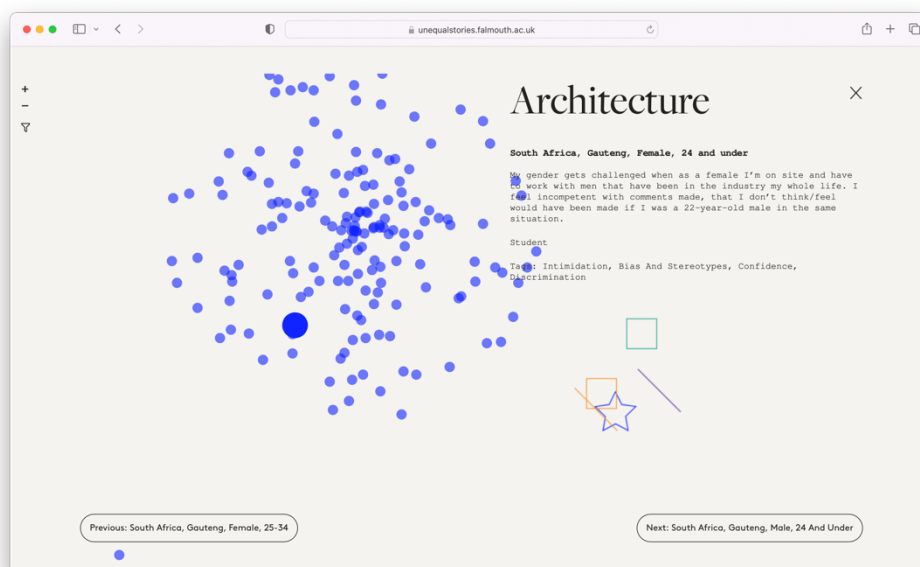 unequalstories.falmouth.ac.uk
Architecture
South Africa, Gauteng, Female, 24 and under
My gender gets challenged when as a female I'm on site and have
to work with men that have been in the industry my whole life. I
feel incompetent with comments made, that I don't think/feel
would have been made if I was a 22-year-old male in the same
situation.
Student
Tags: Intimidation, Bias And Stereotypes, Confidence,
Discrimination
Previous: South Africa, Gauteng, Female, 25-34
Next: South Africa, Gauteng, Male, 24 And Under